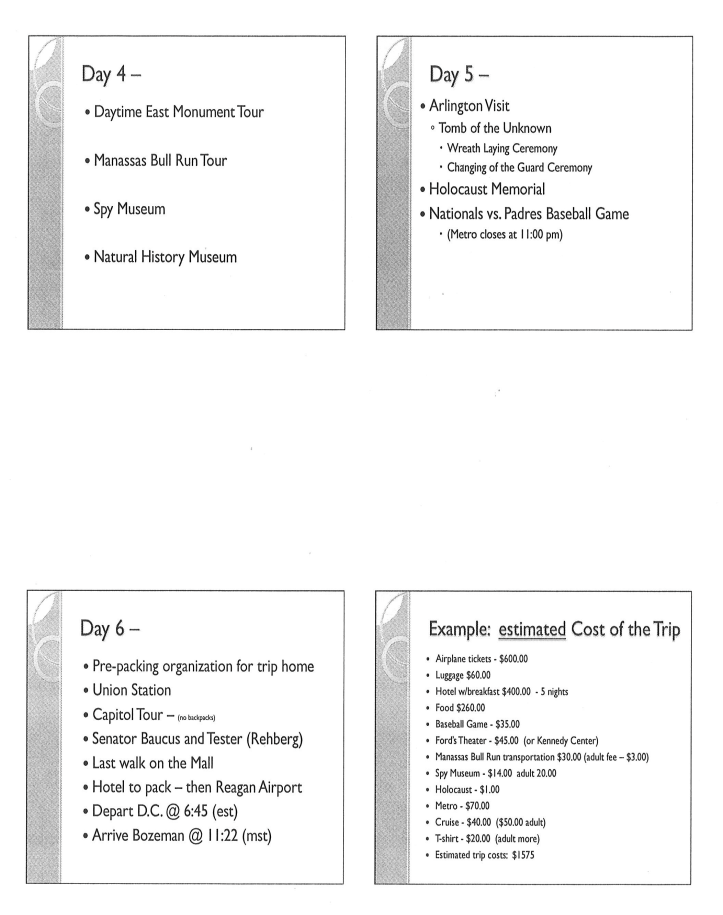 Day 4 –
• Daytime East Monument Tour
• Manassas Bull Run Tour
• Spy Museum
• Natural History Museum
Day 5 –
• Arlington Visit
◦ Tomb of the Unknown
• Wreath Laying Ceremony
• Changing of the Guard Ceremony
• Holocaust Memorial
• Nationals vs. Padres Baseball Game
• (Metro closes at 11:00 pm)
Day 6 –
• Pre-packing organization for trip home
• Union Station
• Capitol Tour – (no backpacks)
• Senator Baucus and Tester (Rehberg)
• Last walk on the Mall
• Hotel to pack – then Reagan Airport
• Depart D.C. @ 6:45 (est)
• Arrive Bozeman @ 11:22 (mst)
Example: estimated Cost of the Trip
• Airplane tickets - $600.00
• Luggage $60.00
• Hotel w/breakfast $400.00 - 5 nights
• Food $260.00
• Baseball Game - $35.00
• Ford's Theater - $45.00 (or Kennedy Center)
• Manassas Bull Run transportation $30.00 (adult fee – $3.00)
• Spy Museum - $14.00 adult 20.00
• Holocaust - $1.00
• Metro - $70.00
• Cruise - $40.00 ($50.00 adult)
• T-shirt - $20.00 (adult more)
• Estimated trip costs: $1575